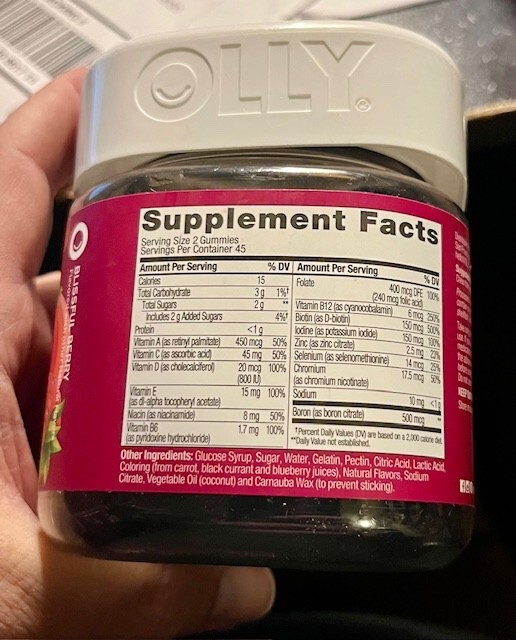 OLLY®
BLISSFUL BERRY
Supplement Facts
Serving Size 2 Gummies
Servings Per Container 45
Amount Per Serving % DV
Calories 15
Total Carbohydrate 3 g 1%†
Total Sugars 2 g **
Includes 2 g Added Sugars 4%†
Protein <1 g
Vitamin A (as retinyl palmitate) 450 mcg 50%
Vitamin C (as ascorbic acid) 45 mg 50%
Vitamin D (as cholecalciferol) 20 mcg 100%
(800 IU)
Vitamin E 15 mg 100%
(as dl-alpha tocopheryl acetate)
Niacin (as niacinamide) 8 mg 50%
Vitamin B6 1.7 mg 100%
(as pyridoxine hydrochloride)
Amount Per Serving % DV
Folate 400 mcg DFE 100%
(240 mcg folic acid)
Vitamin B12 (as cyanocobalamin) 6 mcg 250%
Biotin (as D-biotin) 150 mcg 500%
Iodine (as potassium iodide) 150 mcg 100%
Zinc (as zinc citrate) 2.5 mg 23%
Selenium (as selenomethionine) 14 mcg 25%
Chromium 17.5 mcg 50%
(as chromium nicotinate)
Sodium 10 mg <1%
Boron (as boron citrate) 500 mcg **
†Percent Daily Values (DV) are based on a 2,000 calorie diet.
**Daily Value not established.
Other Ingredients: Glucose Syrup, Sugar, Water, Gelatin, Pectin, Citric Acid, Lactic Acid,
Coloring (from carrot, black currant and blueberry juices), Natural Flavors, Sodium
Citrate, Vegetable Oil (coconut) and Carnauba Wax (to prevent sticking).